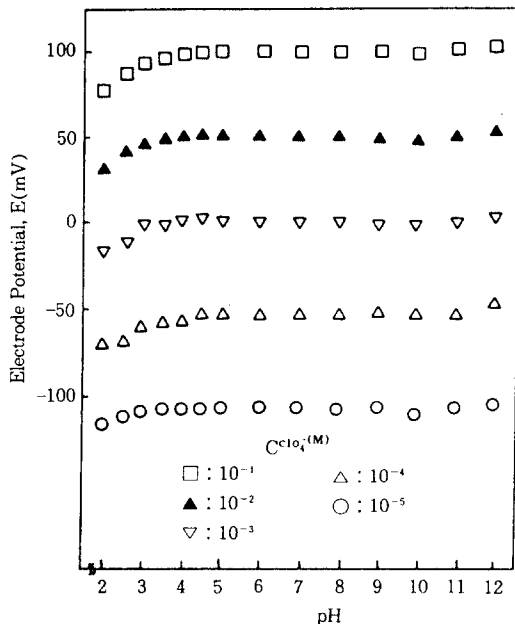 100
50
0
-50
-100
Electrode Potential, E(mV)
C^clo₄⁻(M)
□ : 10⁻¹
▲ : 10⁻²
▽ : 10⁻³
△ : 10⁻⁴
○ : 10⁻⁵
2 3 4 5 6 7 8 9 10 11 12
pH